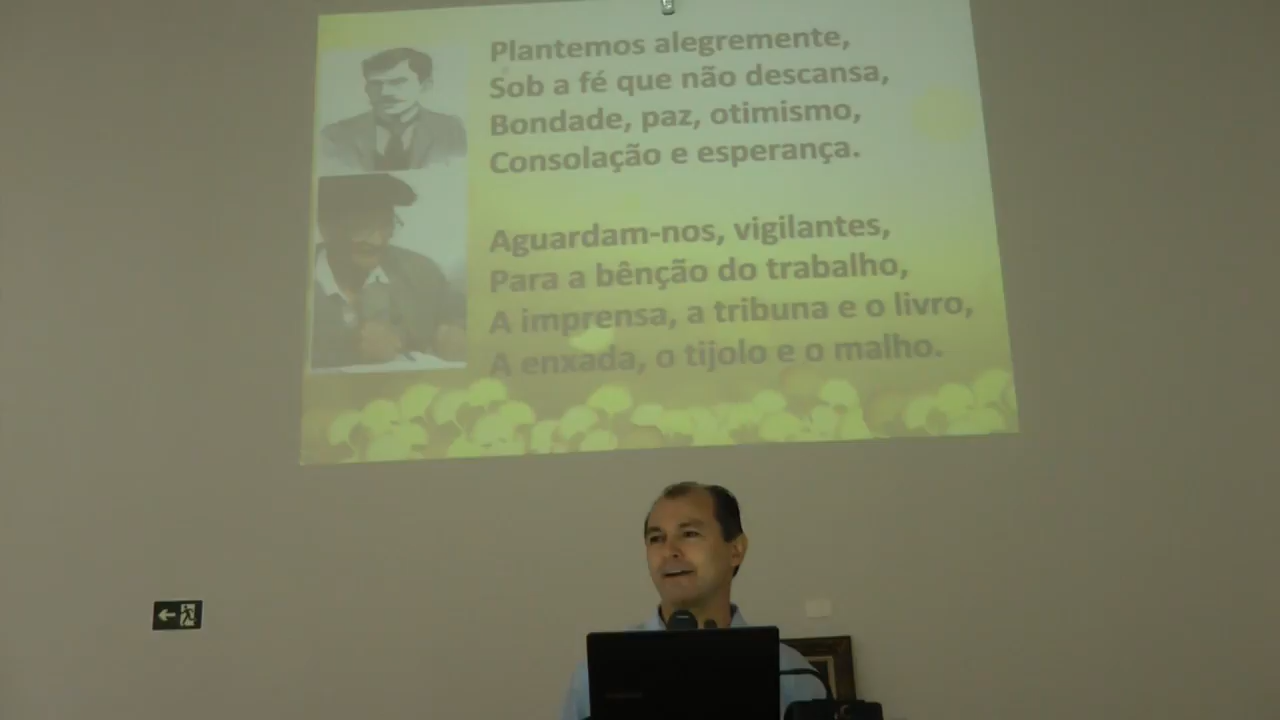 Plantemos alegremente,
Sob a fé que não descansa,
Bondade, paz, otimismo,
Consolação e esperança.
Aguardam-nos, vigilantes,
Para a bênção do trabalho,
A imprensa, a tribuna e o livro,
A enxada, o tijolo e o malho.